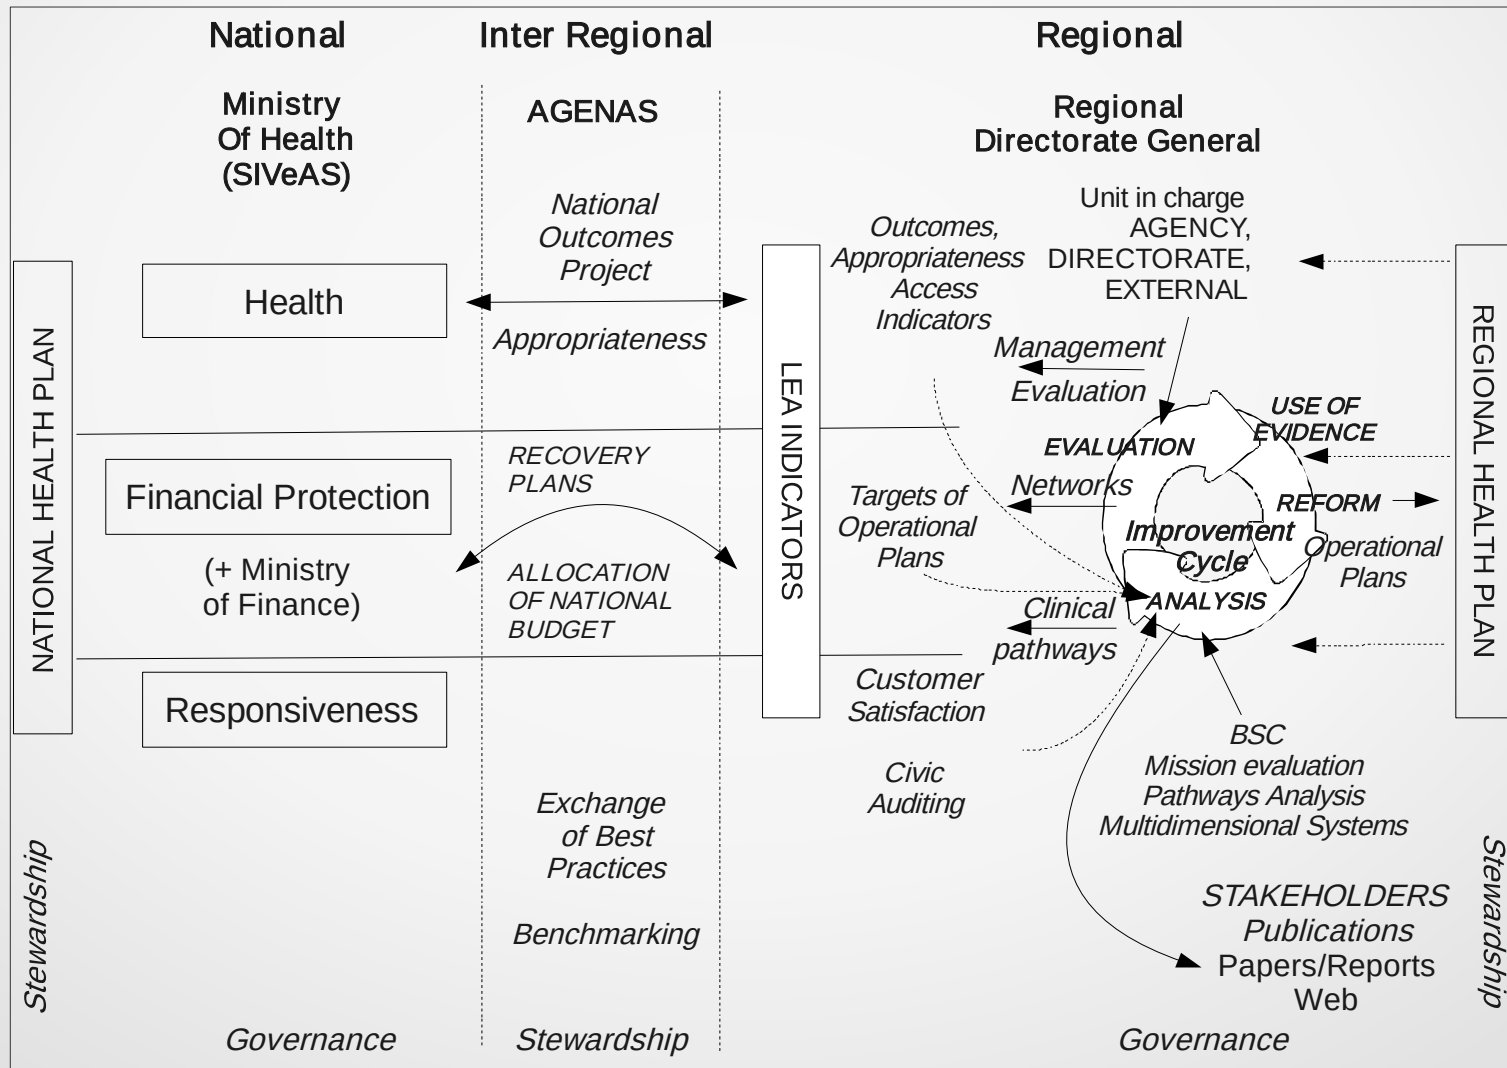 National
Inter Regional
Regional
Ministry
Of Health
(SIVeAS)
AGENAS
Regional
Directorate General
National
Outcomes
Project
Appropriateness
Unit in charge
AGENCY,
DIRECTORATE,
EXTERNAL
Outcomes,
Appropriateness
Access
Indicators
NATIONAL HEALTH PLAN
Health
LEA INDICATORS
REGIONAL HEALTH PLAN
Management
Evaluation
USE OF
EVIDENCE
EVALUATION
RECOVERY
PLANS
Financial Protection
Networks
REFORM
Targets of
Operational
Plans
Improvement
Cycle
Operational
Plans
(+ Ministry
of Finance)
ALLOCATION
OF NATIONAL
BUDGET
ANALYSIS
Clinical
pathways
Responsiveness
Customer
Satisfaction
Civic
Auditing
BSC
Mission evaluation
Pathways Analysis
Multidimensional Systems
Exchange
of Best
Practices
Benchmarking
STAKEHOLDERS
Publications
Papers/Reports
Web
Stewardship
Stewardship
Governance
Stewardship
Governance